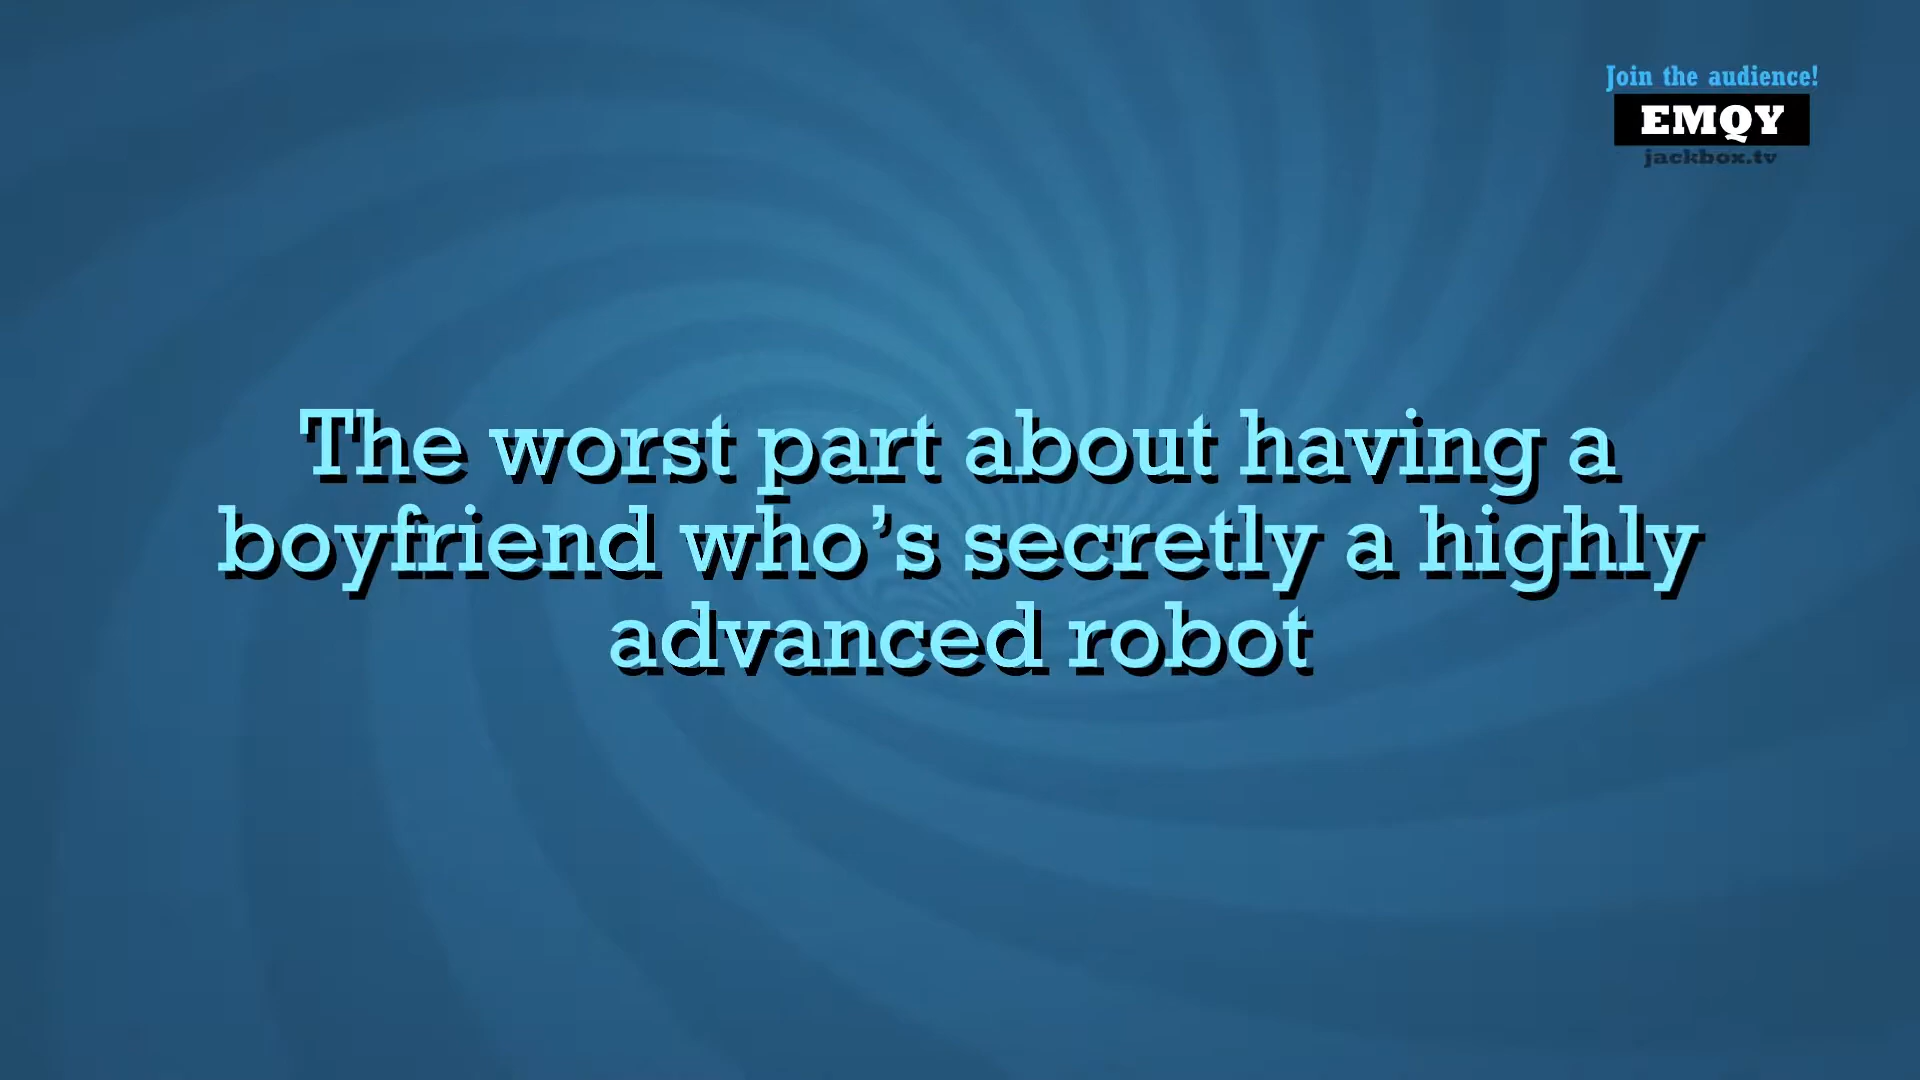 Join the audience!
EMQY
jackbox.tv
The worst part about having a
boyfriend who’s secretly a highly
advanced robot